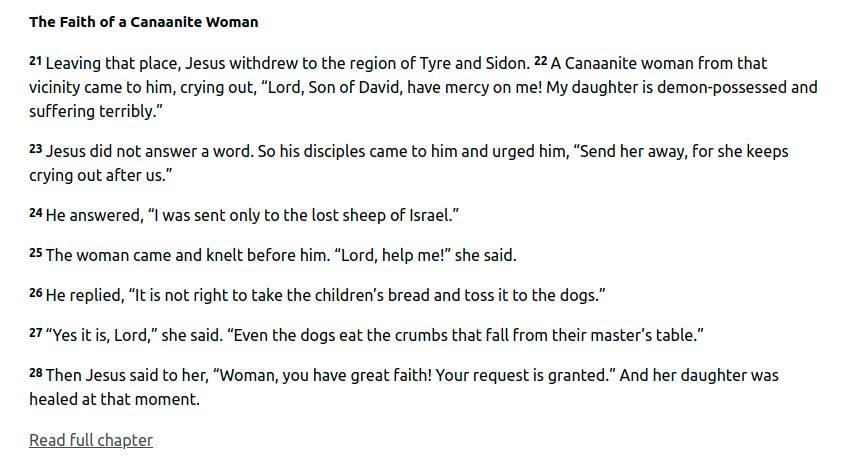 The Faith of a Canaanite Woman
21 Leaving that place, Jesus withdrew to the region of Tyre and Sidon. 22 A Canaanite woman from that
vicinity came to him, crying out, “Lord, Son of David, have mercy on me! My daughter is demon-possessed and
suffering terribly.”
23 Jesus did not answer a word. So his disciples came to him and urged him, “Send her away, for she keeps
crying out after us.”
24 He answered, “I was sent only to the lost sheep of Israel.”
25 The woman came and knelt before him. “Lord, help me!” she said.
26 He replied, “It is not right to take the children’s bread and toss it to the dogs.”
27 “Yes it is, Lord,” she said. “Even the dogs eat the crumbs that fall from their master’s table.”
28 Then Jesus said to her, “Woman, you have great faith! Your request is granted.” And her daughter was
healed at that moment.
Read full chapter